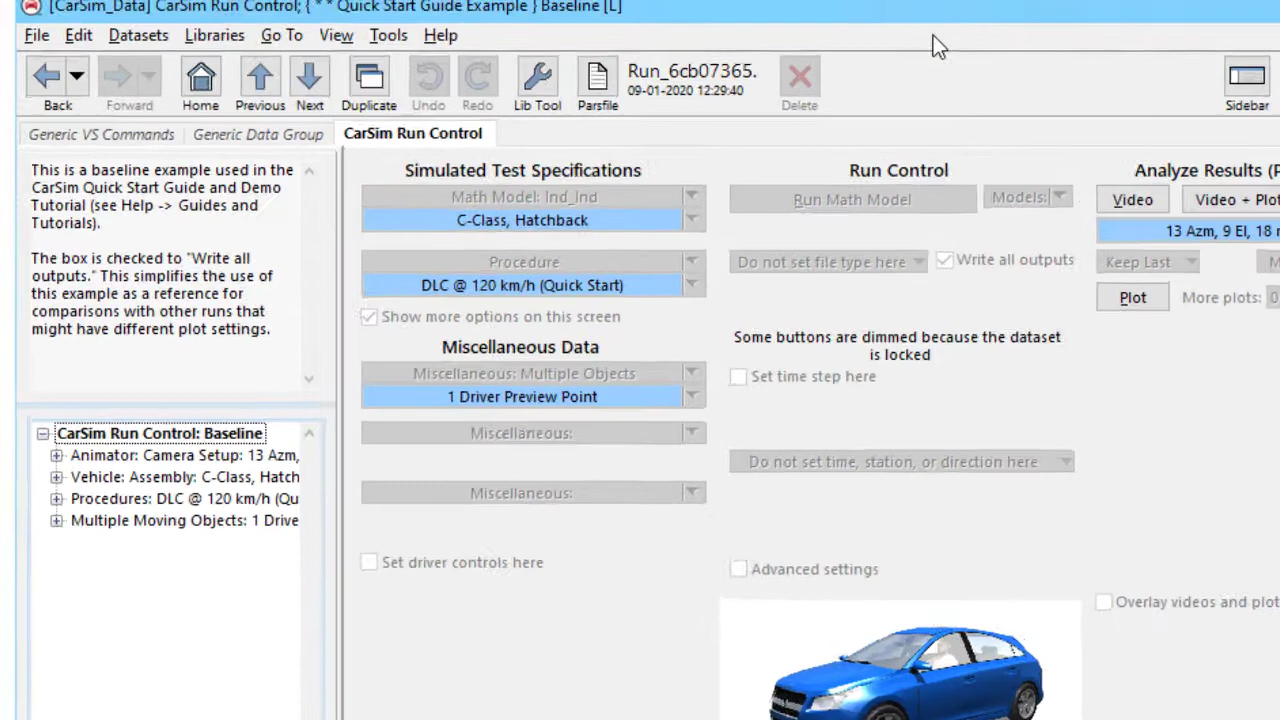 [CarSim_Data] CarSim Run Control; { * * Quick Start Guide Example } Baseline [L]
File Edit Datasets Libraries Go To View Tools Help
Back Forward Home Previous Next Duplicate Undo Redo Lib Tool Parsfile Run_6cb07365. 09-01-2020 12:29:40 Delete Sidebar
Generic VS Commands Generic Data Group CarSim Run Control
This is a baseline example used in the
CarSim Quick Start Guide and Demo
Tutorial (see Help -> Guides and
Tutorials).
The box is checked to "Write all
outputs." This simplifies the use of
this example as a reference for
comparisons with other runs that
might have different plot settings.
CarSim Run Control: Baseline
Animator: Camera Setup: 13 Azm,
Vehicle: Assembly: C-Class, Hatch
Procedures: DLC @ 120 km/h (Qu
Multiple Moving Objects: 1 Drive
Simulated Test Specifications
Math Model: Ind_Ind
C-Class, Hatchback
Procedure
DLC @ 120 km/h (Quick Start)
Show more options on this screen
Miscellaneous Data
Miscellaneous: Multiple Objects
1 Driver Preview Point
Miscellaneous:
Miscellaneous:
Set driver controls here
Run Control
Run Math Model Models:
Do not set file type here Write all outputs
Some buttons are dimmed because the dataset
is locked
Set time step here
Do not set time, station, or direction here
Advanced settings
Analyze Results (P
Video Video + Plot
13 Azm, 9 El, 18 m
Keep Last M
Plot More plots: 0
Overlay videos and plot